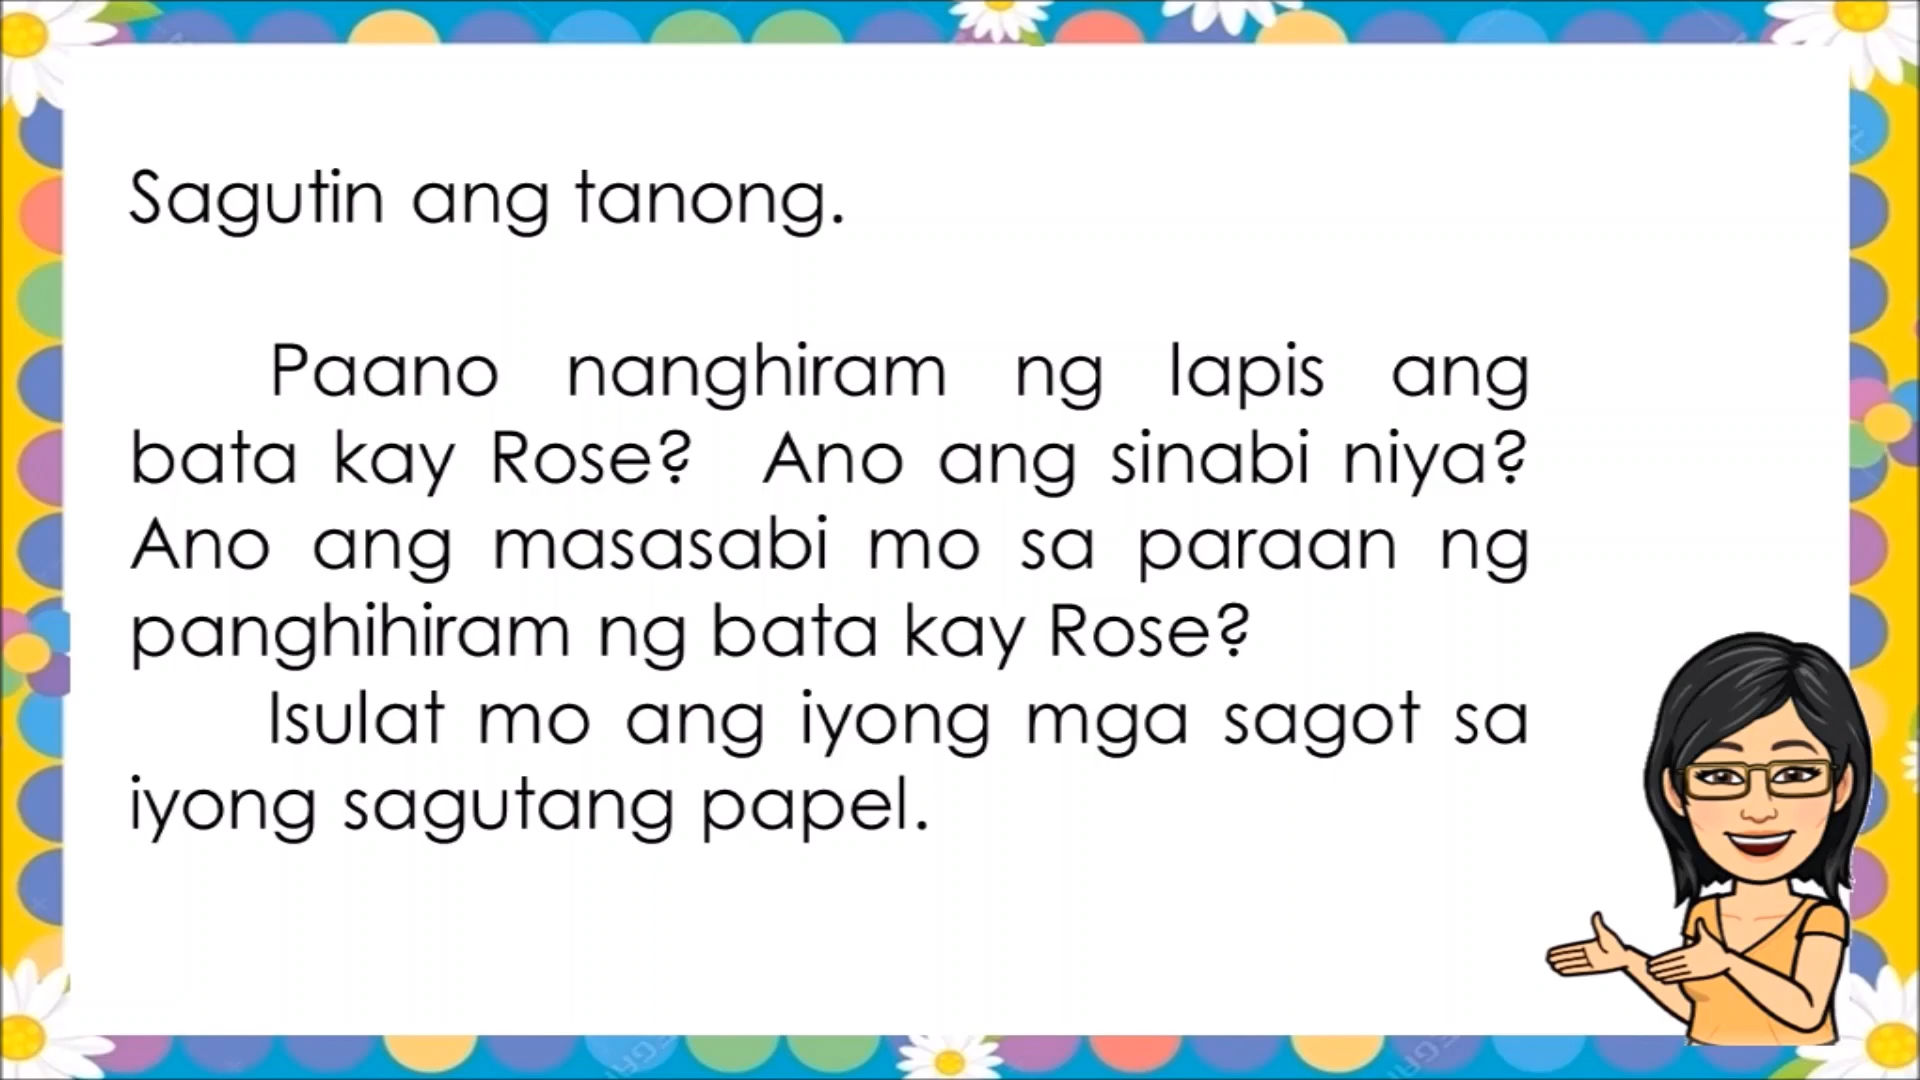 Sagutin ang tanong.
Paano nanghiram ng lapis ang
bata kay Rose? Ano ang sinabi niya?
Ano ang masasabi mo sa paraan ng
panghihiram ng bata kay Rose?
Isulat mo ang iyong mga sagot sa
iyong sagutang papel.